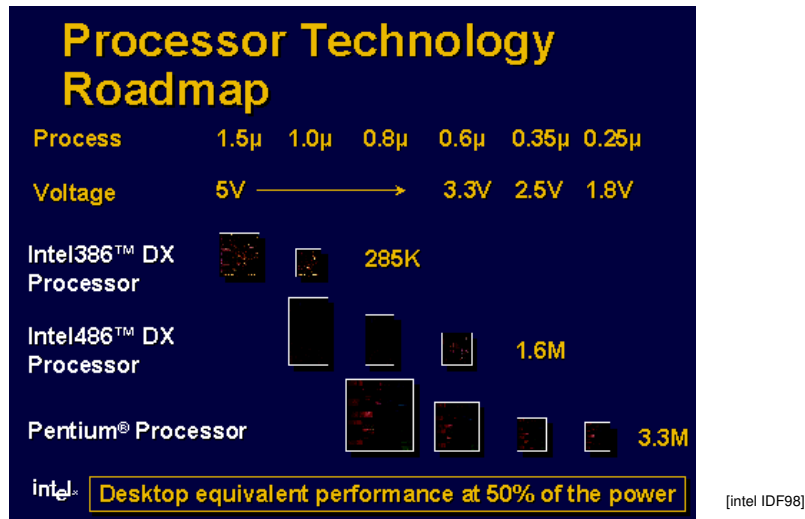 Processor Technology
Roadmap
Process 1.5µ 1.0µ 0.8µ 0.6µ 0.35µ 0.25µ
Voltage 5V 3.3V 2.5V 1.8V
Intel386™ DX
Processor
285K
Intel486™ DX
Processor
1.6M
Pentium® Processor 3.3M
intel® Desktop equivalent performance at 50% of the power
[intel IDF98]